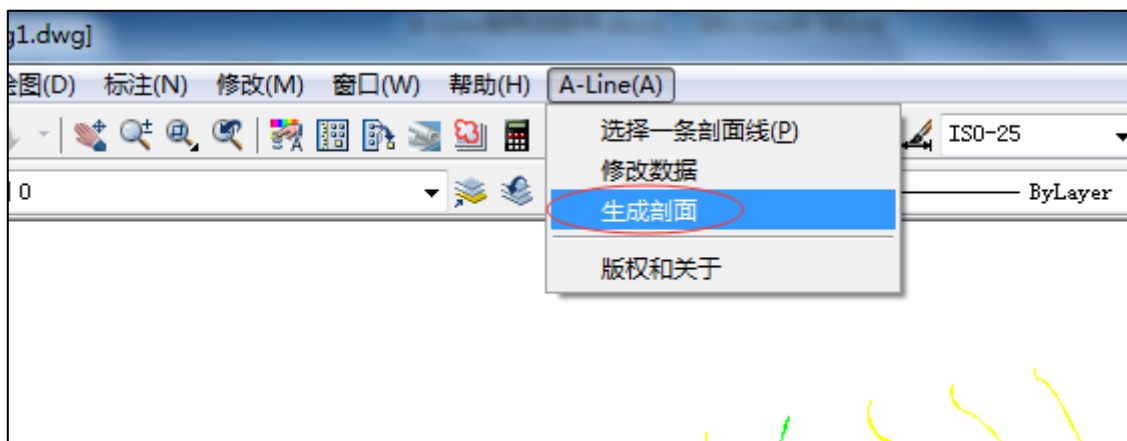 g1.dwg]
绘图(D) 标注(N) 修改(M) 窗口(W) 帮助(H) A-Line(A)
选择一条剖面线(P)
ISO-25
修改数据
0
生成剖面
ByLayer
版权和关于